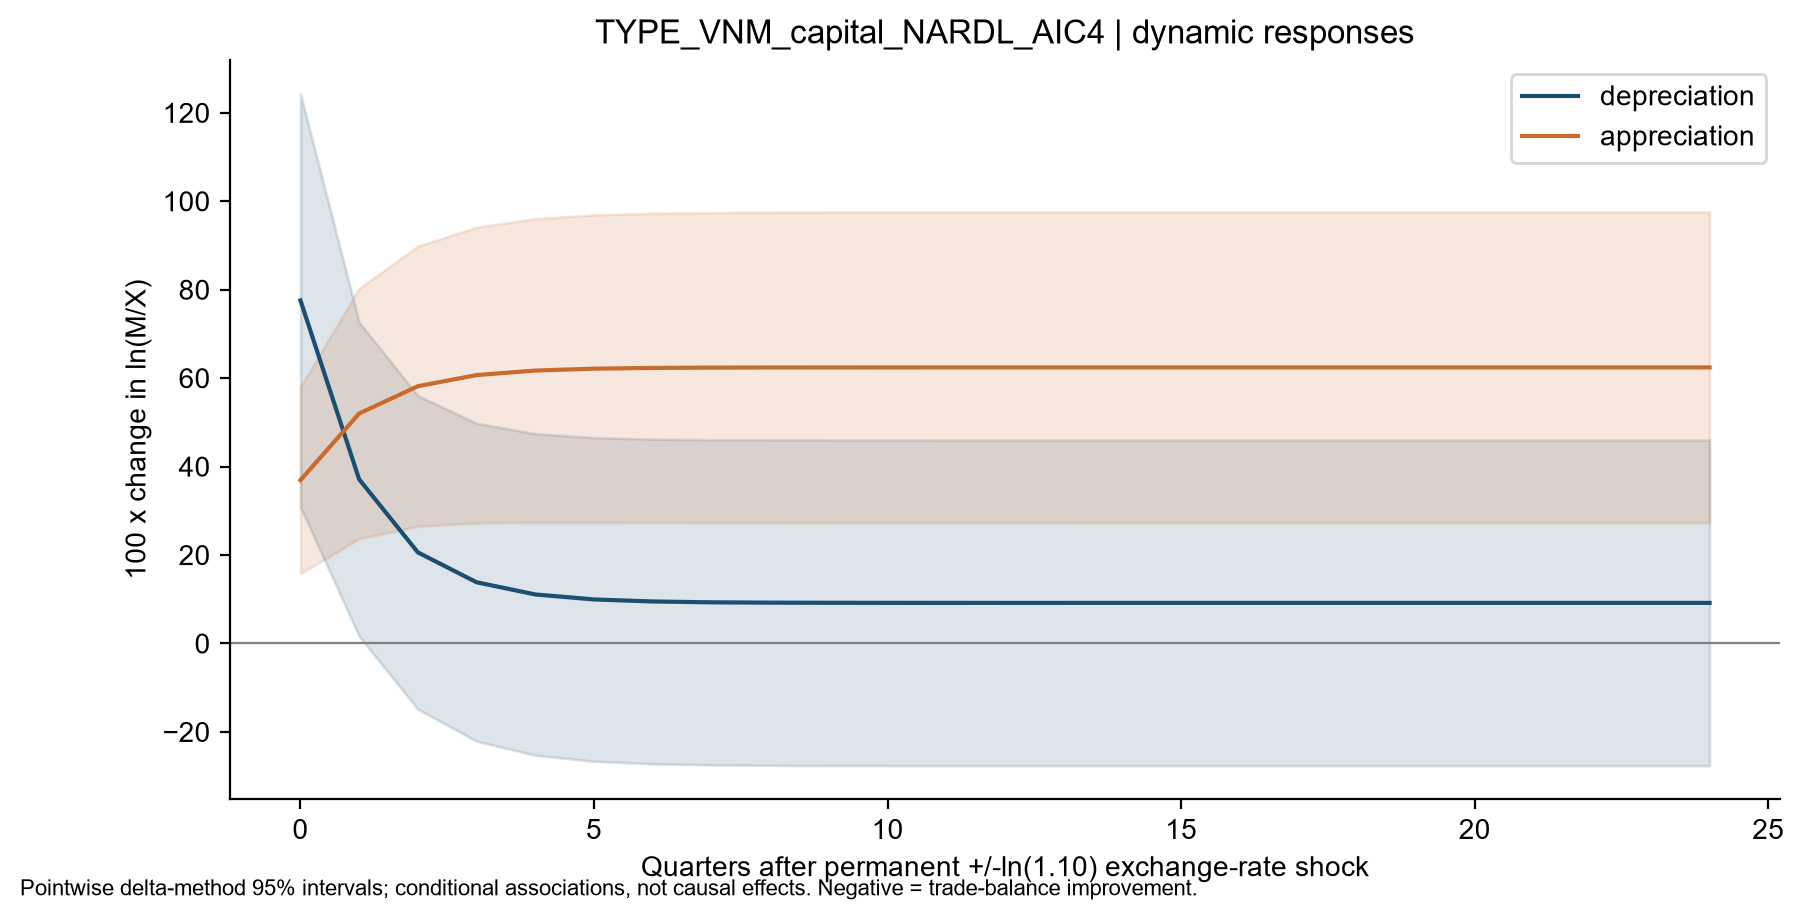 TYPE_VNM_capital_NARDL_AIC4 | dynamic responses
depreciation
appreciation
100 x change in ln(M/X)
120
100
80
60
40
20
0
−20
0
5
10
15
20
25
Quarters after permanent +/-ln(1.10) exchange-rate shock
Pointwise delta-method 95% intervals; conditional associations, not causal effects. Negative = trade-balance improvement.